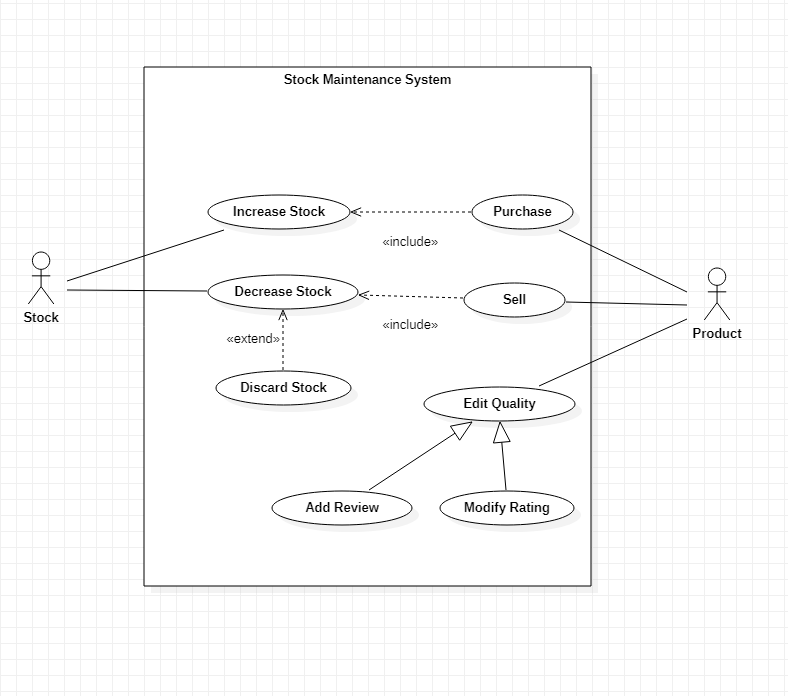 Stock Maintenance System
Increase Stock
Purchase
«include»
Decrease Stock
Sell
Stock
«include»
Product
«extend»
Discard Stock
Edit Quality
Add Review
Modify Rating